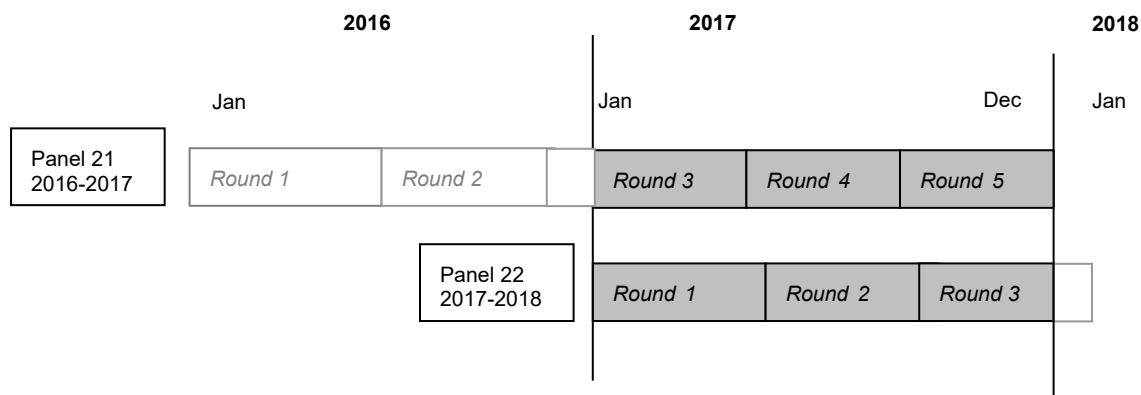 2016 2017 2018
Jan Jan Dec Jan
Panel 21
2016-2017
Round 1 Round 2 Round 3 Round 4 Round 5
Panel 22
2017-2018
Round 1 Round 2 Round 3